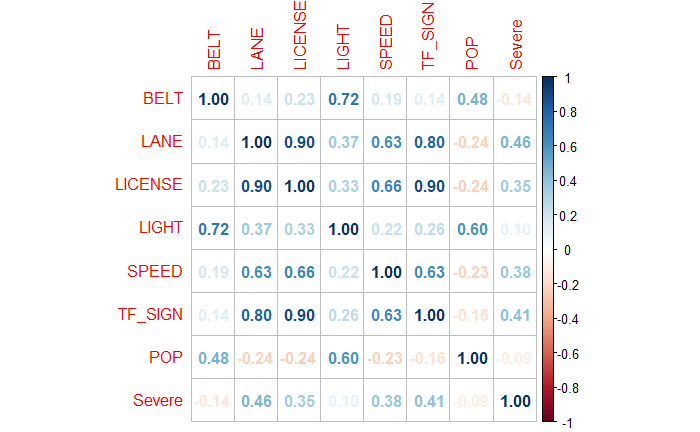 BELT LANE LICENSE LIGHT SPEED TF_SIGN POP Severe
BELT 1.00 0.14 0.23 0.72 0.19 0.14 0.48 -0.14
LANE 0.14 1.00 0.90 0.37 0.63 0.80 -0.24 0.46
LICENSE 0.23 0.90 1.00 0.33 0.66 0.90 -0.24 0.35
LIGHT 0.72 0.37 0.33 1.00 0.22 0.26 0.60 0.10
SPEED 0.19 0.63 0.66 0.22 1.00 0.63 -0.23 0.38
TF_SIGN 0.14 0.80 0.90 0.26 0.63 1.00 -0.16 0.41
POP 0.48 -0.24 -0.24 0.60 -0.23 -0.16 1.00 -0.09
Severe -0.14 0.46 0.35 0.10 0.38 0.41 -0.09 1.00
1
0.8
0.6
0.4
0.2
0
-0.2
-0.4
-0.6
-0.8
-1